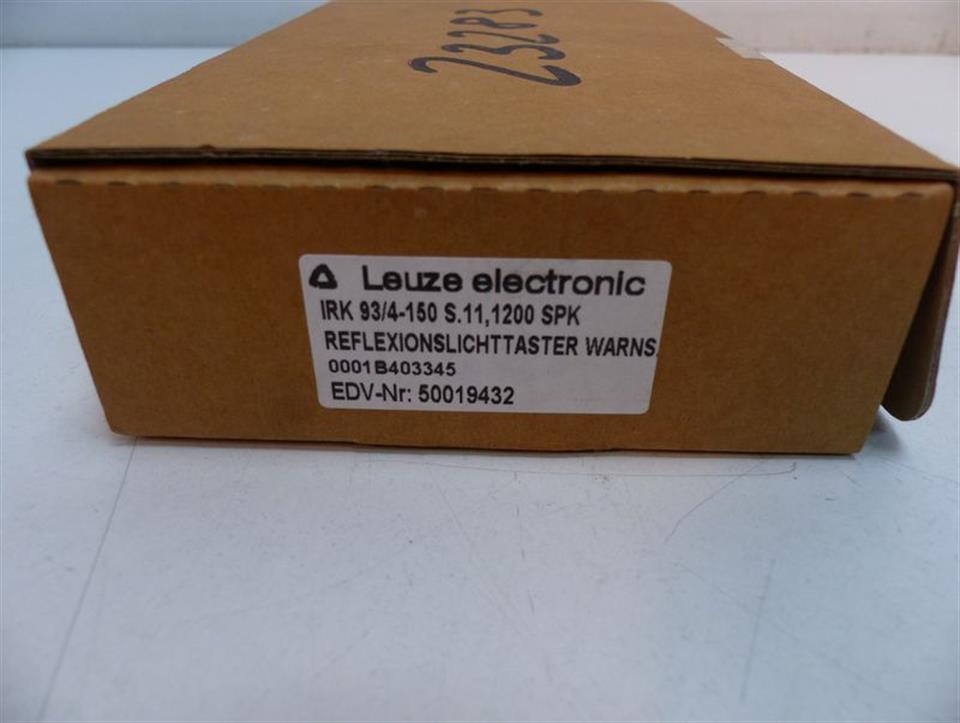 23283
Leuze electronic
IRK 93/4-150 S.11,1200 SPK
REFLEXIONSLICHTTASTER WARNS.
0001B403345
EDV-Nr: 50019432